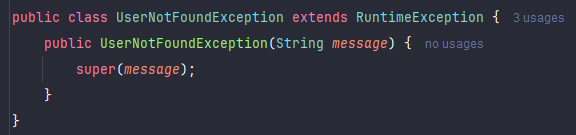 public class UserNotFoundException extends RuntimeException { 3 usages
    public UserNotFoundException(String message) { no usages
        super(message);
    }
}